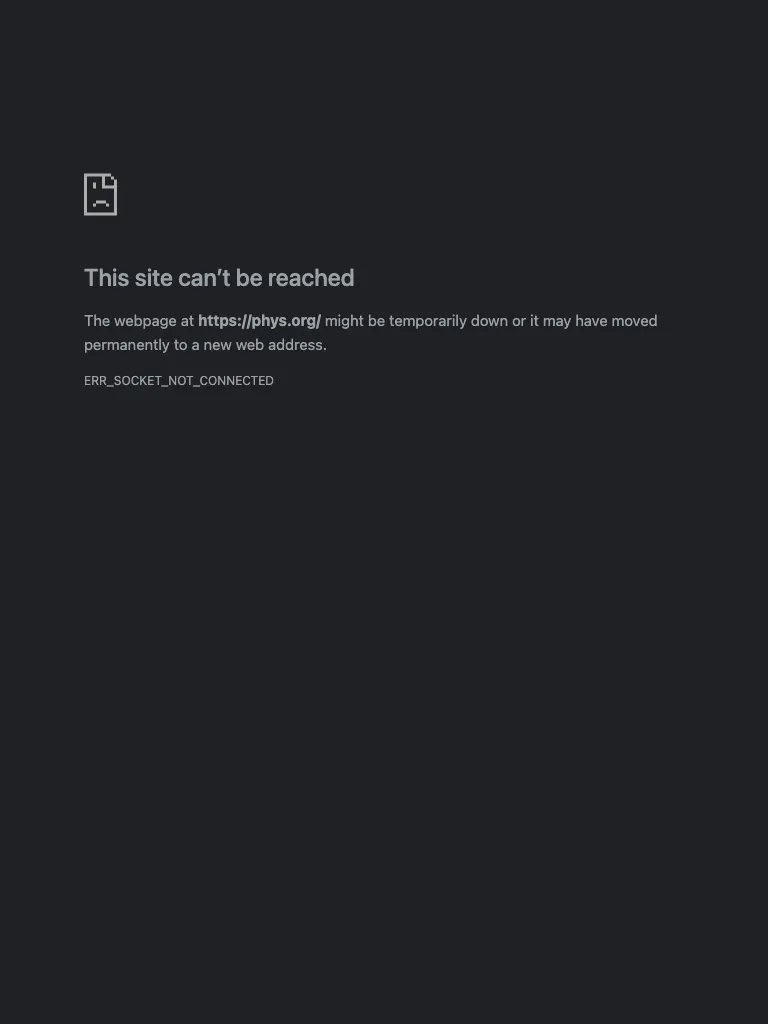 This site can’t be reached
The webpage at https://phys.org/ might be temporarily down or it may have moved
permanently to a new web address.
ERR_SOCKET_NOT_CONNECTED